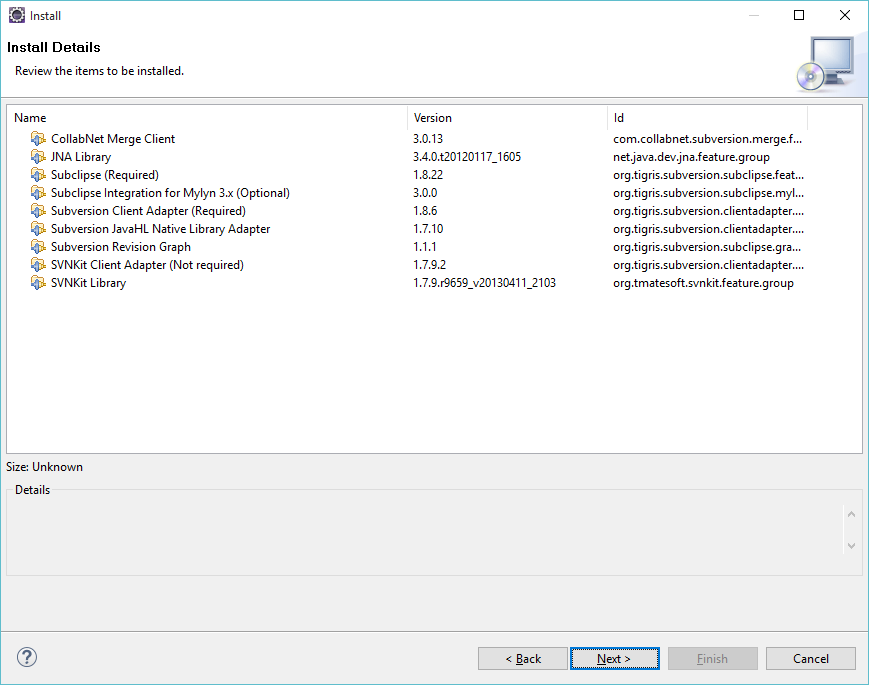 Install
Install Details
Review the items to be installed.
Name Version Id
CollabNet Merge Client 3.0.13 com.collabnet.subversion.merge.f...
JNA Library 3.4.0.t20120117_1605 net.java.dev.jna.feature.group
Subclipse (Required) 1.8.22 org.tigris.subversion.subclipse.feat...
Subclipse Integration for Mylyn 3.x (Optional) 3.0.0 org.tigris.subversion.subclipse.myl...
Subversion Client Adapter (Required) 1.8.6 org.tigris.subversion.clientadapter....
Subversion JavaHL Native Library Adapter 1.7.10 org.tigris.subversion.clientadapter....
Subversion Revision Graph 1.1.1 org.tigris.subversion.subclipse.gra...
SVNKit Client Adapter (Not required) 1.7.9.2 org.tigris.subversion.clientadapter....
SVNKit Library 1.7.9.r9659_v20130411_2103 org.tmatesoft.svnkit.feature.group
Size: Unknown
Details
? < Back Next > Finish Cancel